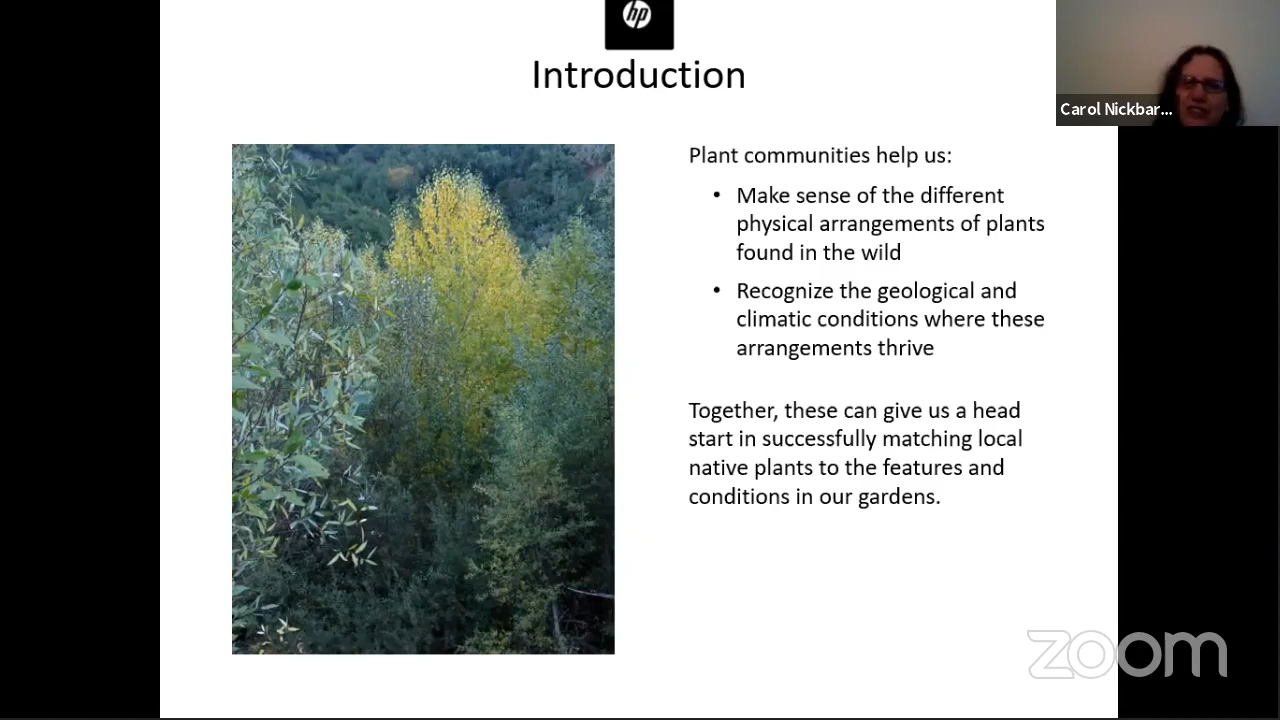 hp
Introduction
Carol Nickbar...
Plant communities help us:
• Make sense of the different
physical arrangements of plants
found in the wild
• Recognize the geological and
climatic conditions where these
arrangements thrive
Together, these can give us a head
start in successfully matching local
native plants to the features and
conditions in our gardens.
zoom